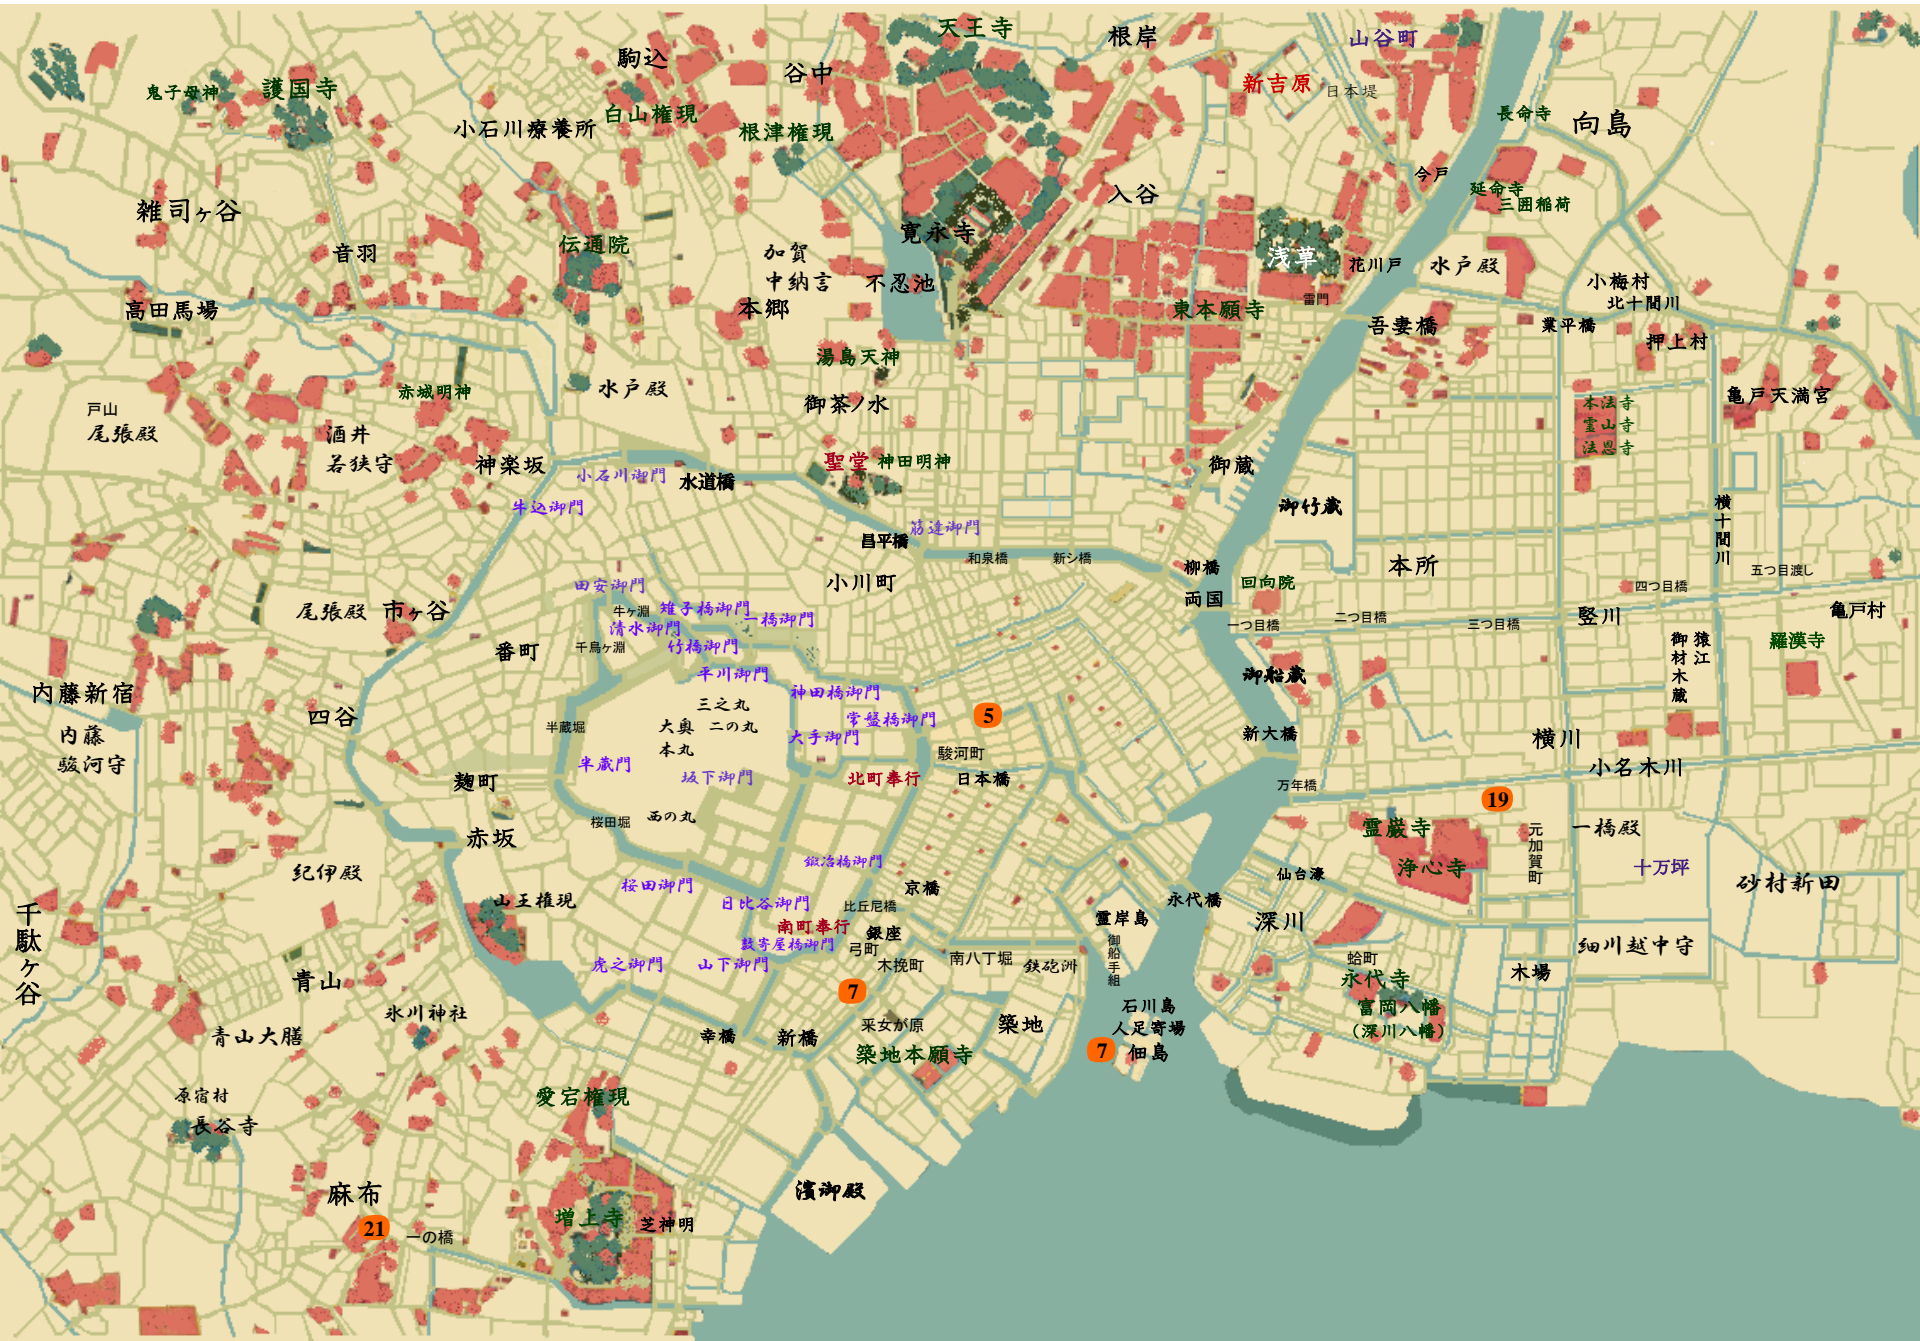 天王寺
根岸
山谷町
駒込
谷中
新吉原
日本堤
鬼子母神
護国寺
白山権現
小石川療養所
根津権現
長命寺
向島
今戸
延命寺
三囲稲荷
入谷
雑司ヶ谷
音羽
伝通院
寛永寺
浅草
花川戸
水戸殿
加賀
中納言
不忍池
小梅村
北十間川
高田馬場
本郷
東本願寺
雷門
吾妻橋
業平橋
押上村
湯島天神
赤城明神
水戸殿
御茶ノ水
亀戸天満宮
本法寺
霊山寺
法恩寺
戸山
尾張殿
酒井
若狭守
神楽坂
小石川御門
水道橋
聖堂
神田明神
御蔵
牛込御門
御竹蔵
横十間川
筋違御門
昌平橋
和泉橋
新シ橋
柳橋
本所
五つ目渡し
四つ目橋
田安御門
小川町
回向院
両国
尾張殿
市ヶ谷
牛ヶ淵
雉子橋御門
一橋御門
清水御門
一つ目橋
二つ目橋
三つ目橋
竪川
亀戸村
番町
千鳥ヶ淵
竹橋御門
猿江
御材木蔵
羅漢寺
平川御門
御船蔵
内藤新宿
神田橋御門
三之丸
四谷
5
常盤橋御門
大奥
二の丸
半蔵堀
大手御門
新大橋
横川
内藤
駿河守
本丸
駿河町
半蔵門
坂下御門
北町奉行
日本橋
小名木川
麹町
万年橋
19
西の丸
桜田堀
霊巌寺
元加賀町
一橋殿
赤坂
鍛冶橋御門
浄心寺
十万坪
紀伊殿
仙台濠
砂村新田
桜田御門
京橋
山王権現
日比谷御門
比丘尼橋
永代橋
霊岸島
深川
千駄ヶ谷
南町奉行
銀座
数寄屋橋御門
弓町
御船手組
細川越中守
虎之御門
山下御門
木挽町
南八丁堀
鉄砲洲
蛤町
木場
青山
永代寺
7
石川島
富岡八幡
(深川八幡)
氷川神社
采女が原
築地
人足寄場
青山大膳
幸橋
新橋
築地本願寺
7
佃島
原宿村
愛宕権現
長谷寺
麻布
濱御殿
増上寺
芝神明
21
一の橋